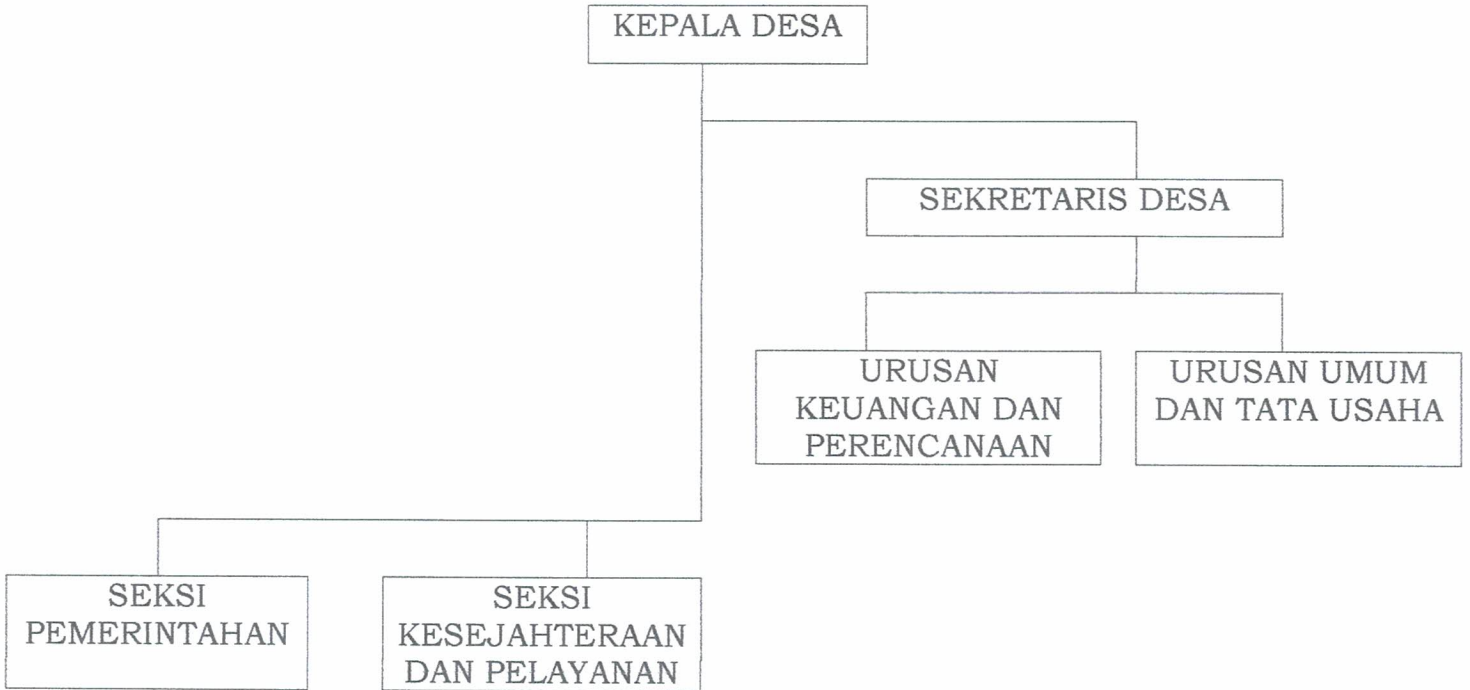 KEPALA DESA
SEKRETARIS DESA
URUSAN
KEUANGAN DAN
PERENCANAAN
URUSAN UMUM
DAN TATA USAHA
SEKSI
PEMERINTAHAN
SEKSI
KESEJAHTERAAN
DAN PELAYANAN